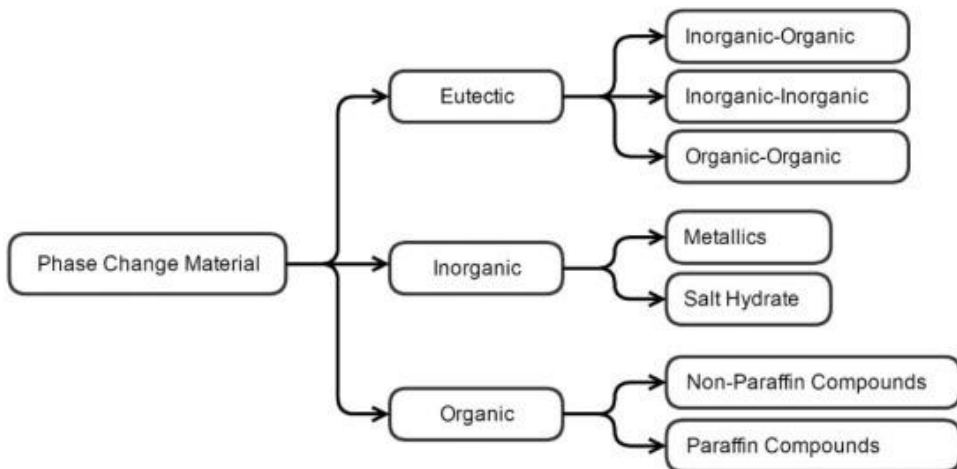 Phase Change Material
Eutectic
Inorganic-Organic
Inorganic-Inorganic
Organic-Organic
Inorganic
Metallics
Salt Hydrate
Organic
Non-Paraffin Compounds
Paraffin Compounds